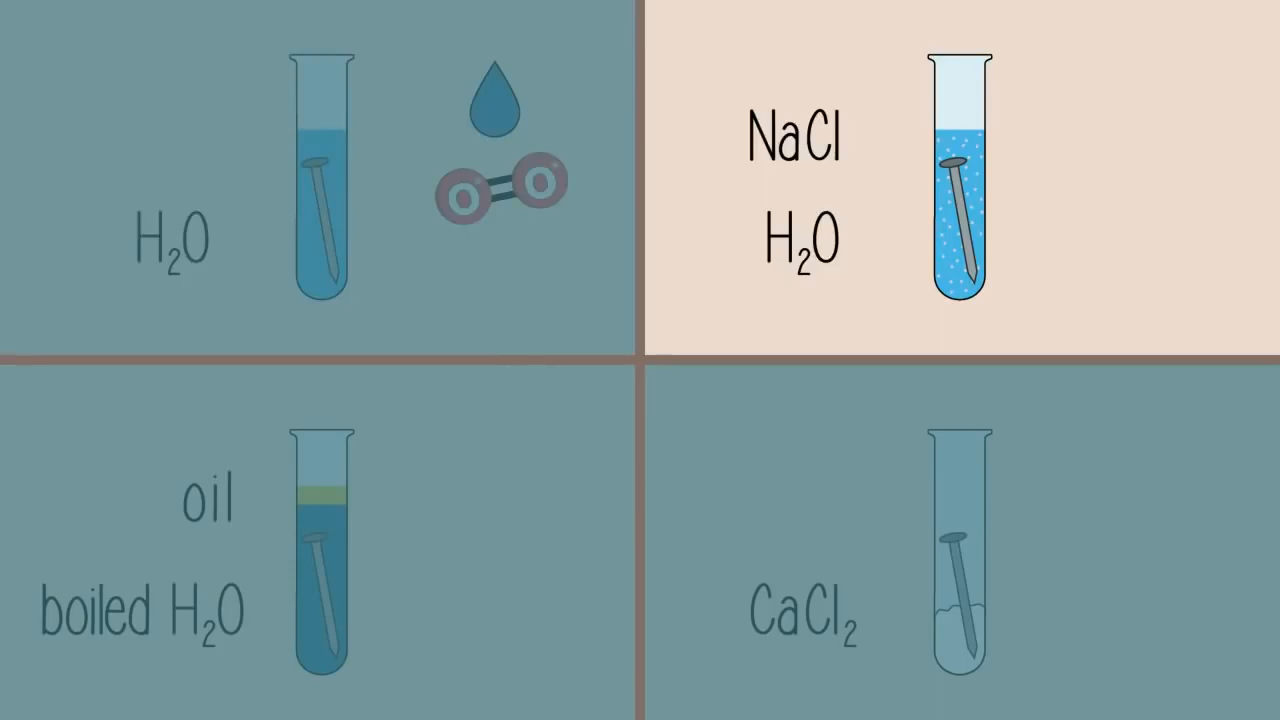 H₂O
O O
NaCl
H₂O
oil
boiled H₂O
CaCl₂